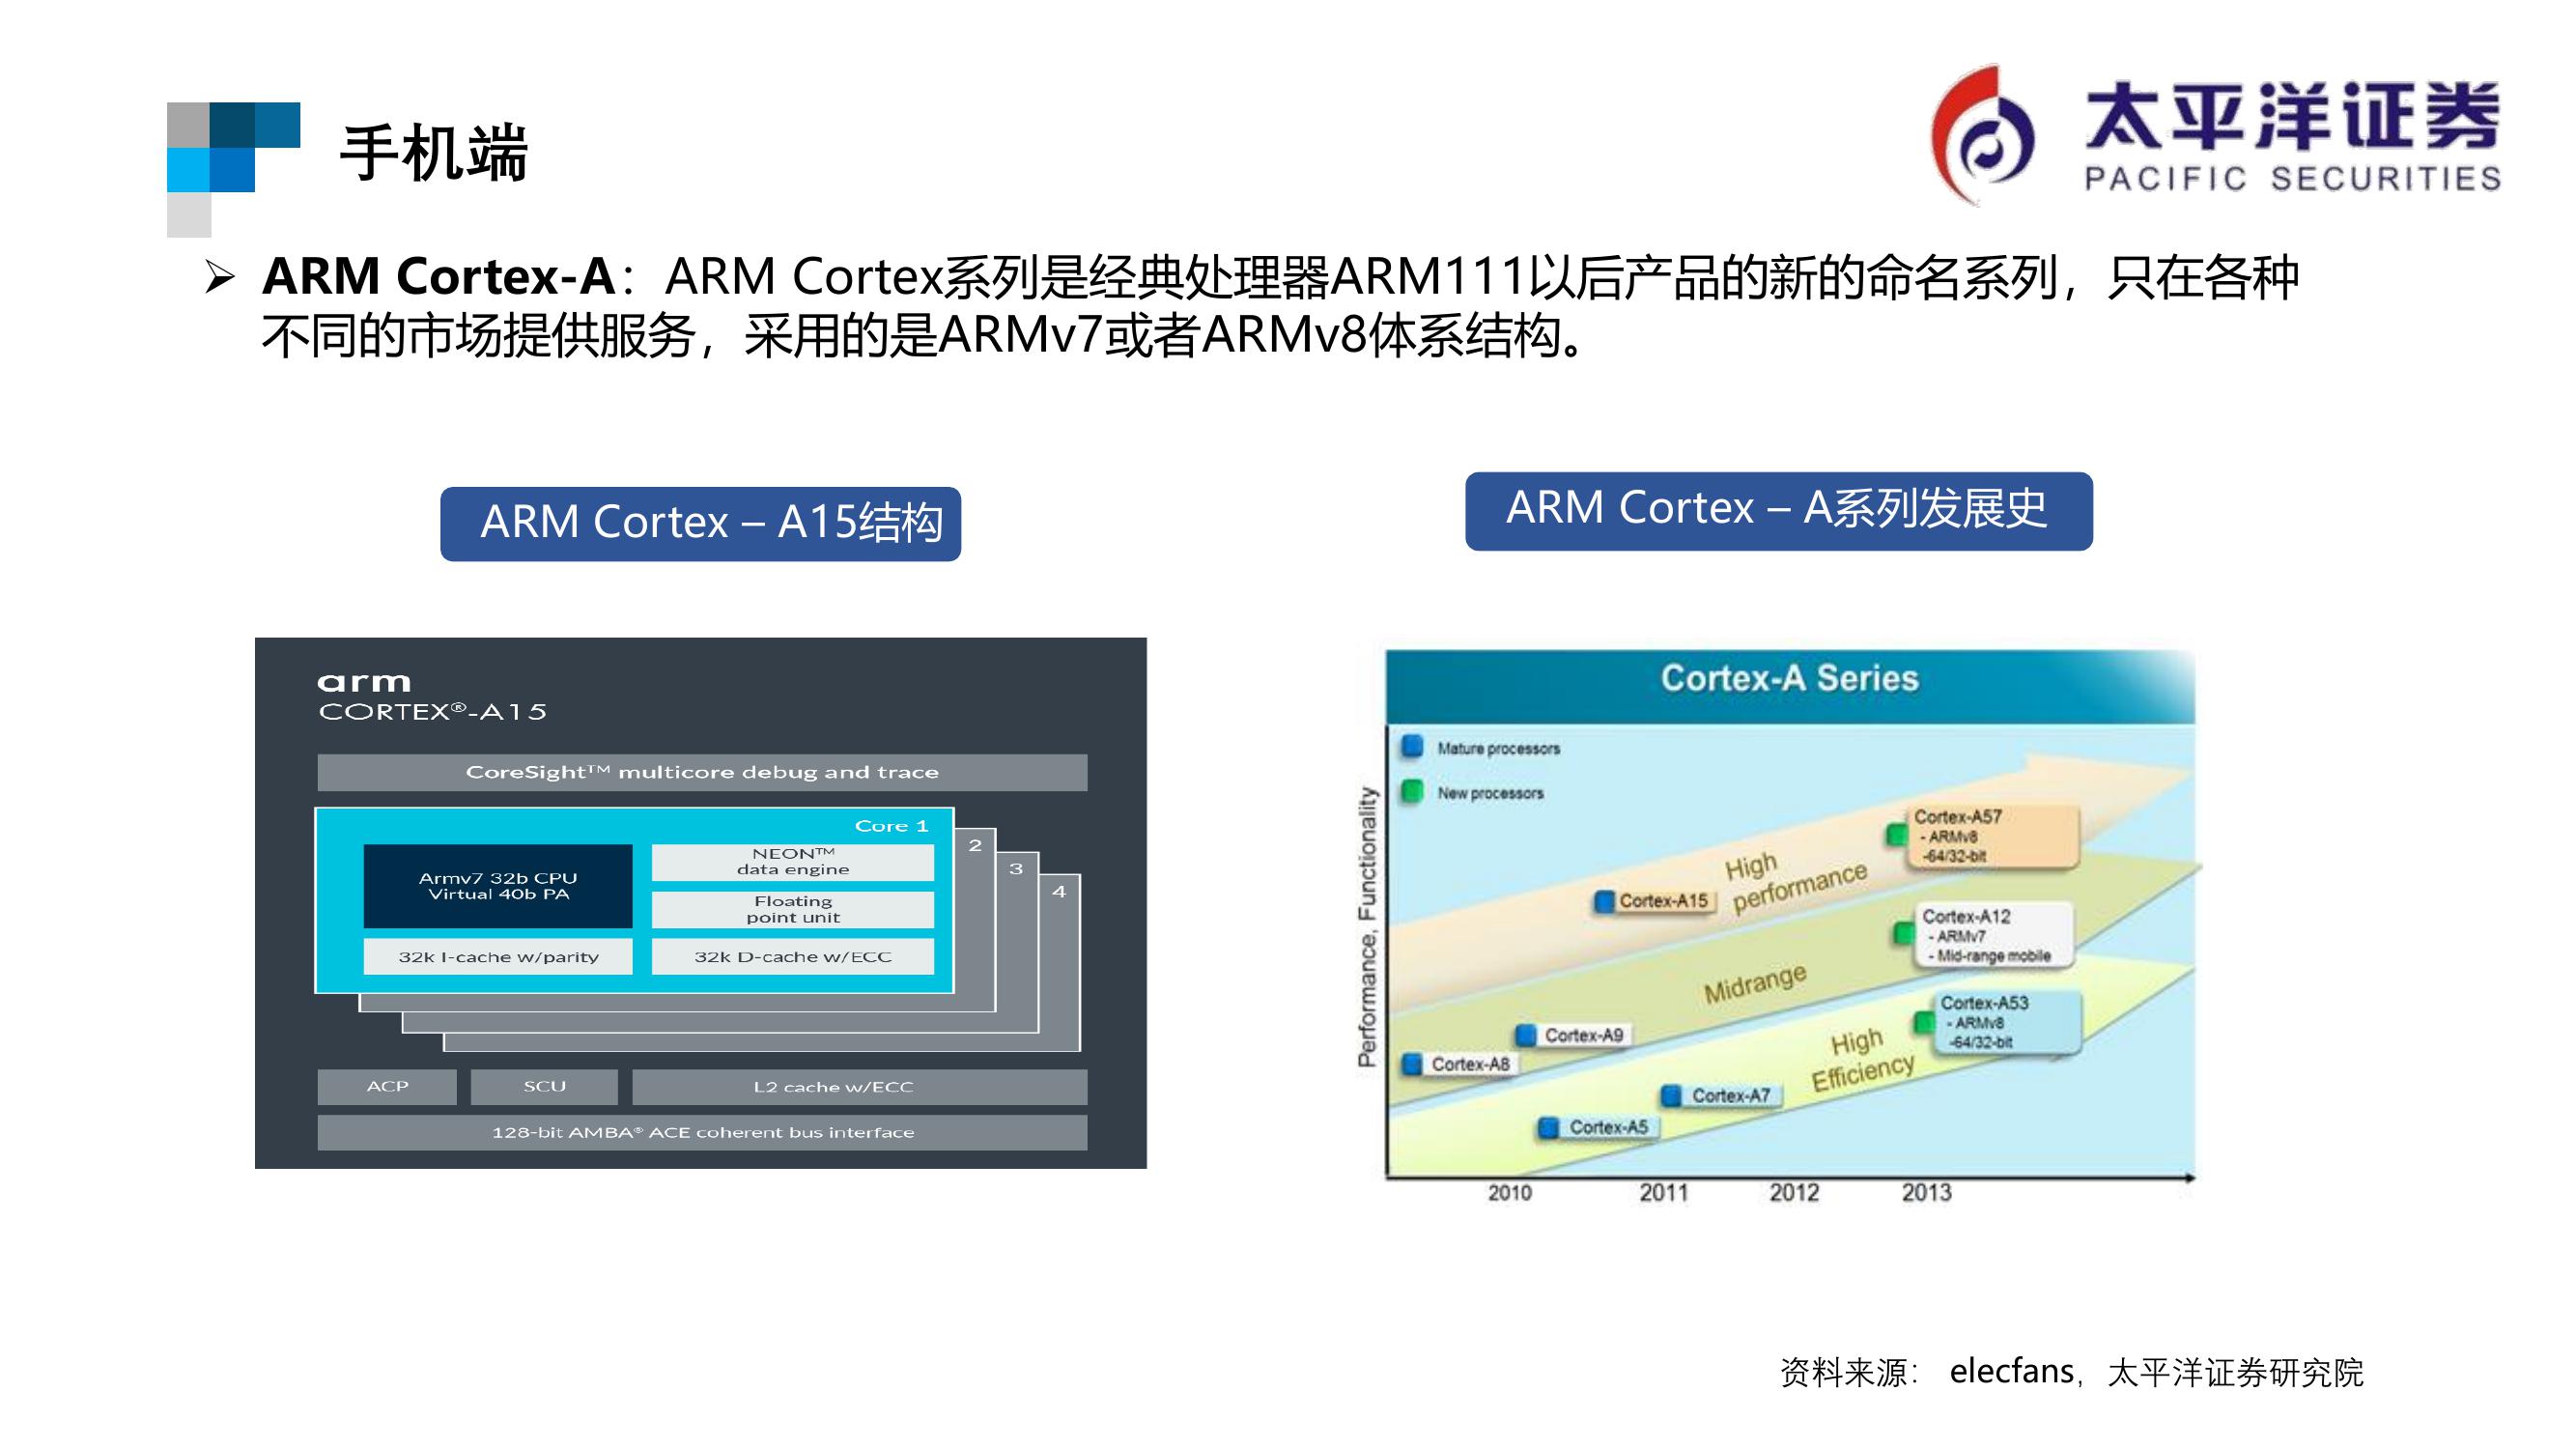 手机端
太平洋证券
PACIFIC SECURITIES
ARM Cortex-A：ARM Cortex系列是经典处理器ARM111以后产品的新的命名系列，只在各种
不同的市场提供服务，采用的是ARMv7或者ARMv8体系结构。
ARM Cortex – A15结构
arm
CORTEX®-A15
CoreSight™ multicore debug and trace
Core 1
2
3
4
Armv7 32b CPU
Virtual 40b PA
NEON™
data engine
Floating
point unit
32k I-cache w/parity
32k D-cache w/ECC
ACP
SCU
L2 cache w/ECC
128-bit AMBA® ACE coherent bus interface
ARM Cortex – A系列发展史
Cortex-A Series
Mature processors
New processors
Performance, Functionality
Cortex-A57
- ARMv8
-64/32-bit
High
performance
Cortex-A15
Cortex-A12
- ARMv7
- Mid-range mobile
Midrange
Cortex-A9
Cortex-A8
Cortex-A53
- ARMv8
-64/32-bit
High
Efficiency
Cortex-A7
Cortex-A5
2010
2011
2012
2013
资料来源： elecfans，太平洋证券研究院